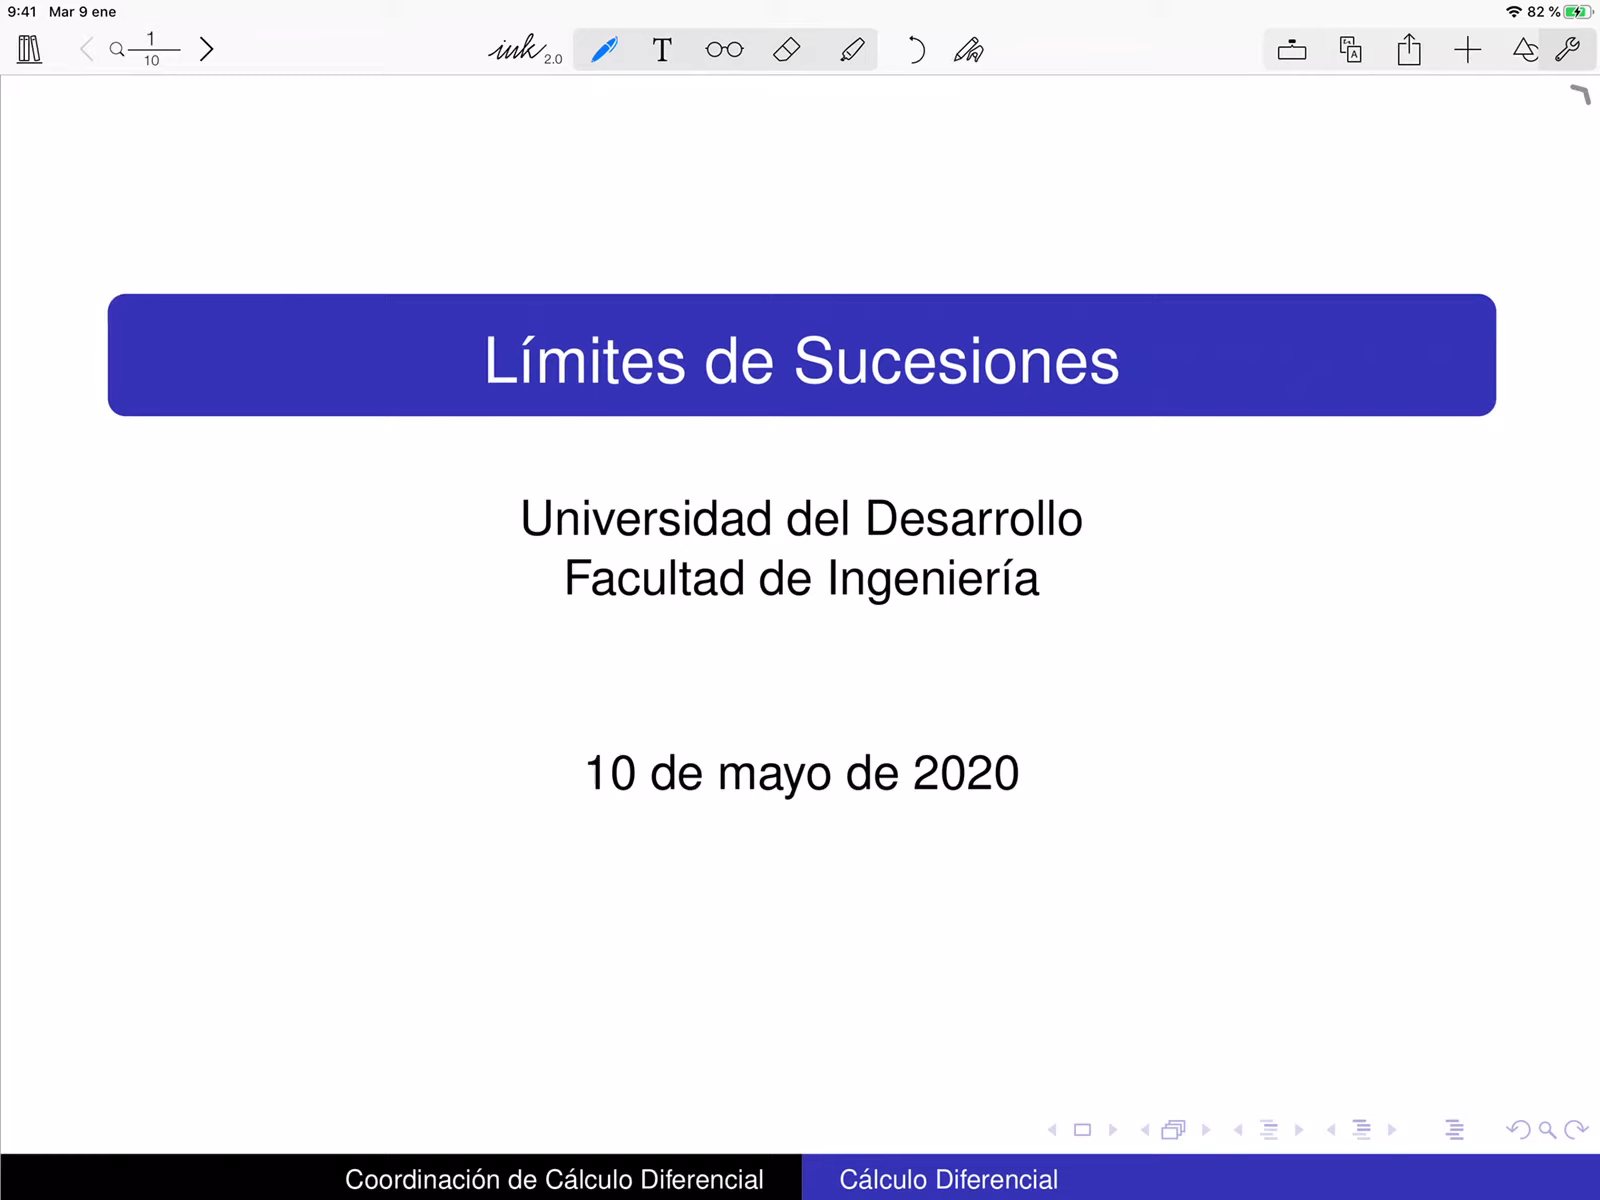 9:41 Mar 9 ene
82 %
1
10
ink 2.0
T
Límites de Sucesiones
Universidad del Desarrollo
Facultad de Ingeniería
10 de mayo de 2020
Coordinación de Cálculo Diferencial
Cálculo Diferencial